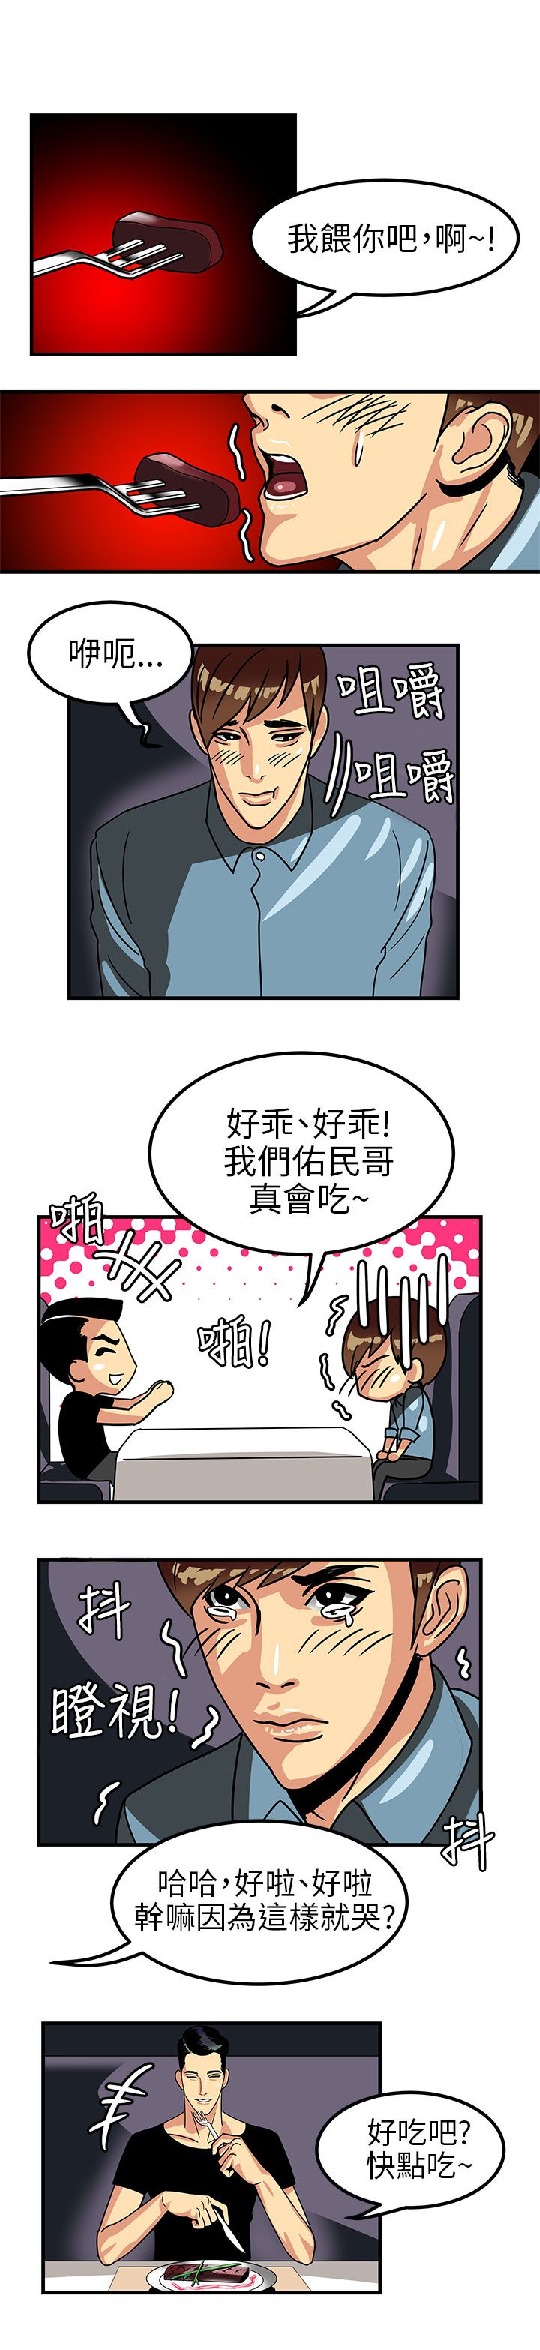 我餵你吧，啊~!
咿呃...
咀嚼
咀嚼
好乖、好乖!
我們佑民哥
真會吃~
啪
啪!
抖
瞪視!
抖
哈哈，好啦、好啦
幹嘛因為這樣就哭?
好吃吧?
快點吃~